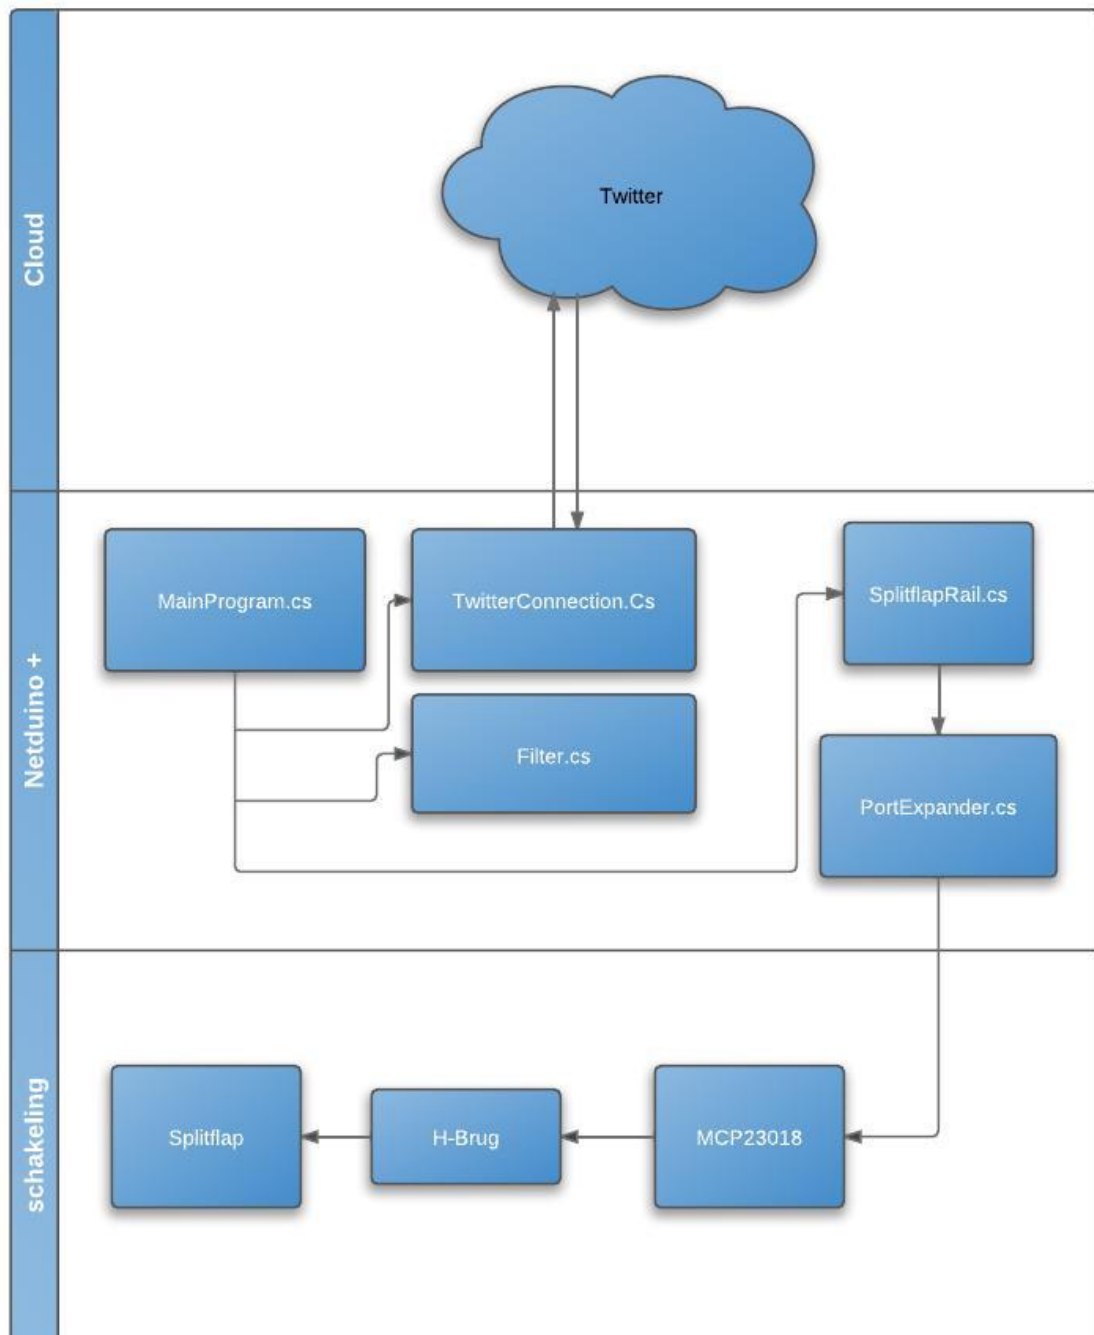 Cloud
Twitter
Netduino +
MainProgram.cs
TwitterConnection.Cs
SplitflapRail.cs
Filter.cs
PortExpander.cs
schakeling
Splitflap
H-Brug
MCP23018